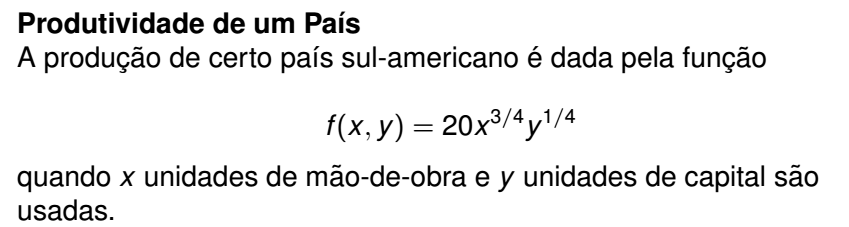 Produtividade de um País
A produção de certo país sul-americano é dada pela função
f(x, y) = 20x^{3/4}y^{1/4}
quando x unidades de mão-de-obra e y unidades de capital são
usadas.